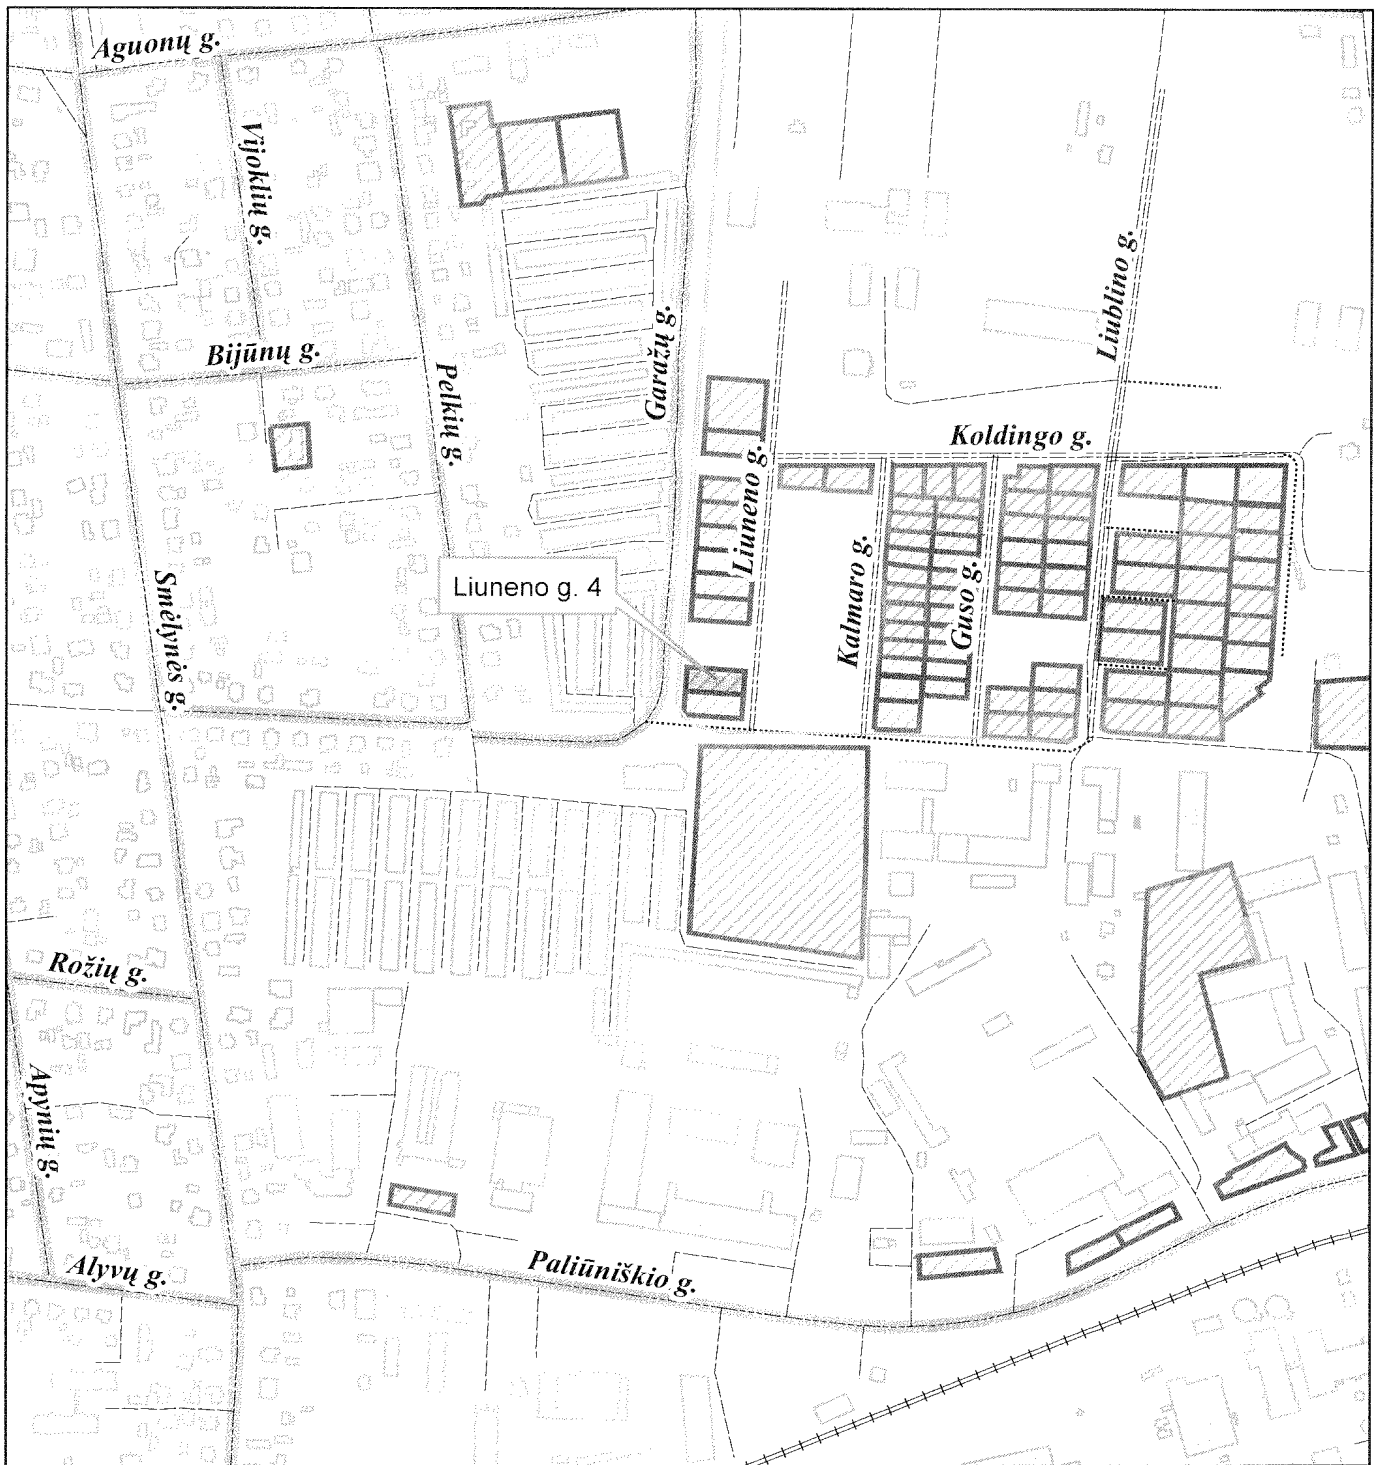 Aguonų g.
Vijoklių g.
Bijūnų g.
Pelkių g.
Garažų g.
Liublino g.
Koldingo g.
Liuneno g.
Kalmaro g.
Guso g.
Liuneno g. 4
Smėlynės g.
Rožių g.
Apynių g.
Alyvų g.
Paliūniškio g.